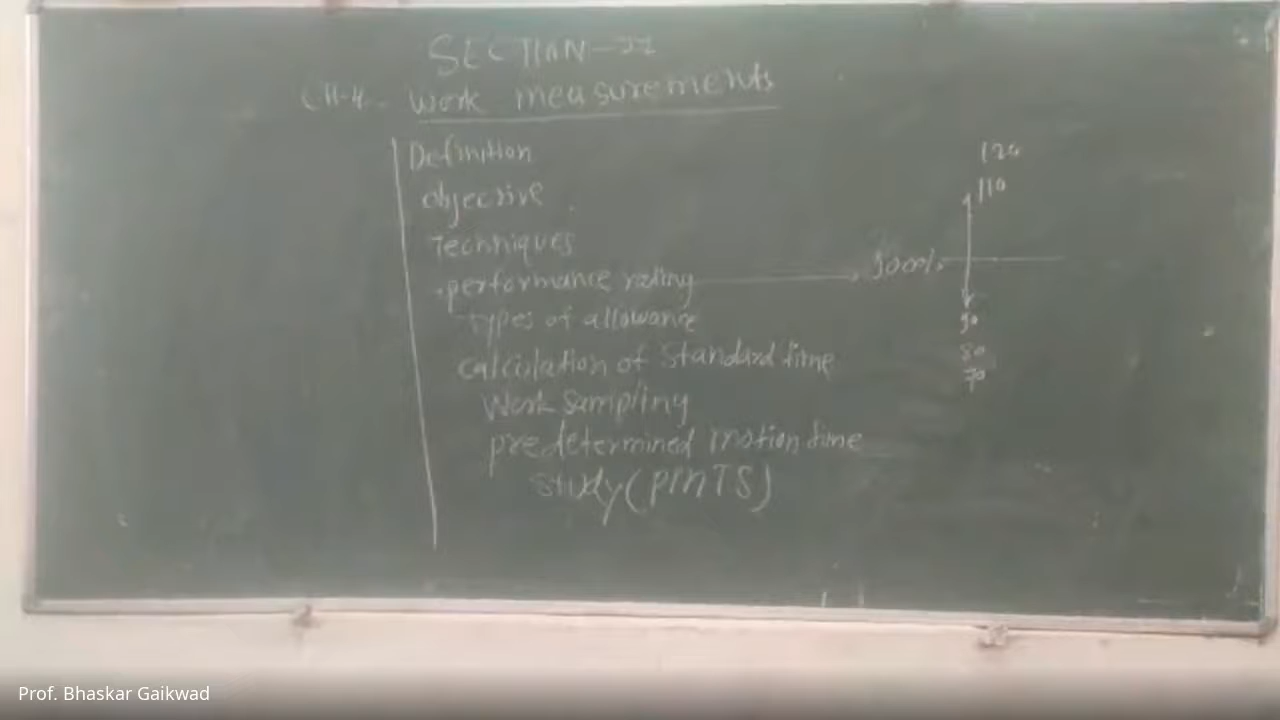 SECTION-II
CH-4. Work measurements
Definition
objective
Techniques
performance rating
Types of allowance
calculation of Standard time
Work sampling
predetermined motion time
study (PMTS)
120
110
100%
90
80
70
Prof. Bhaskar Gaikwad